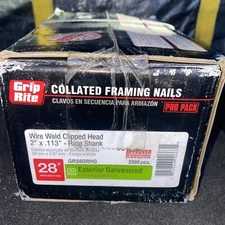 Grip
Rite
COLLATED FRAMING NAILS
CLAVOS EN SECUENCIA PARA ARMAZÓN
PRO PACK
Wire Weld Clipped Head
2" x .113" - Ring Shank
GR840RHG
2500 pcs.
28°
Exterior Galvanized